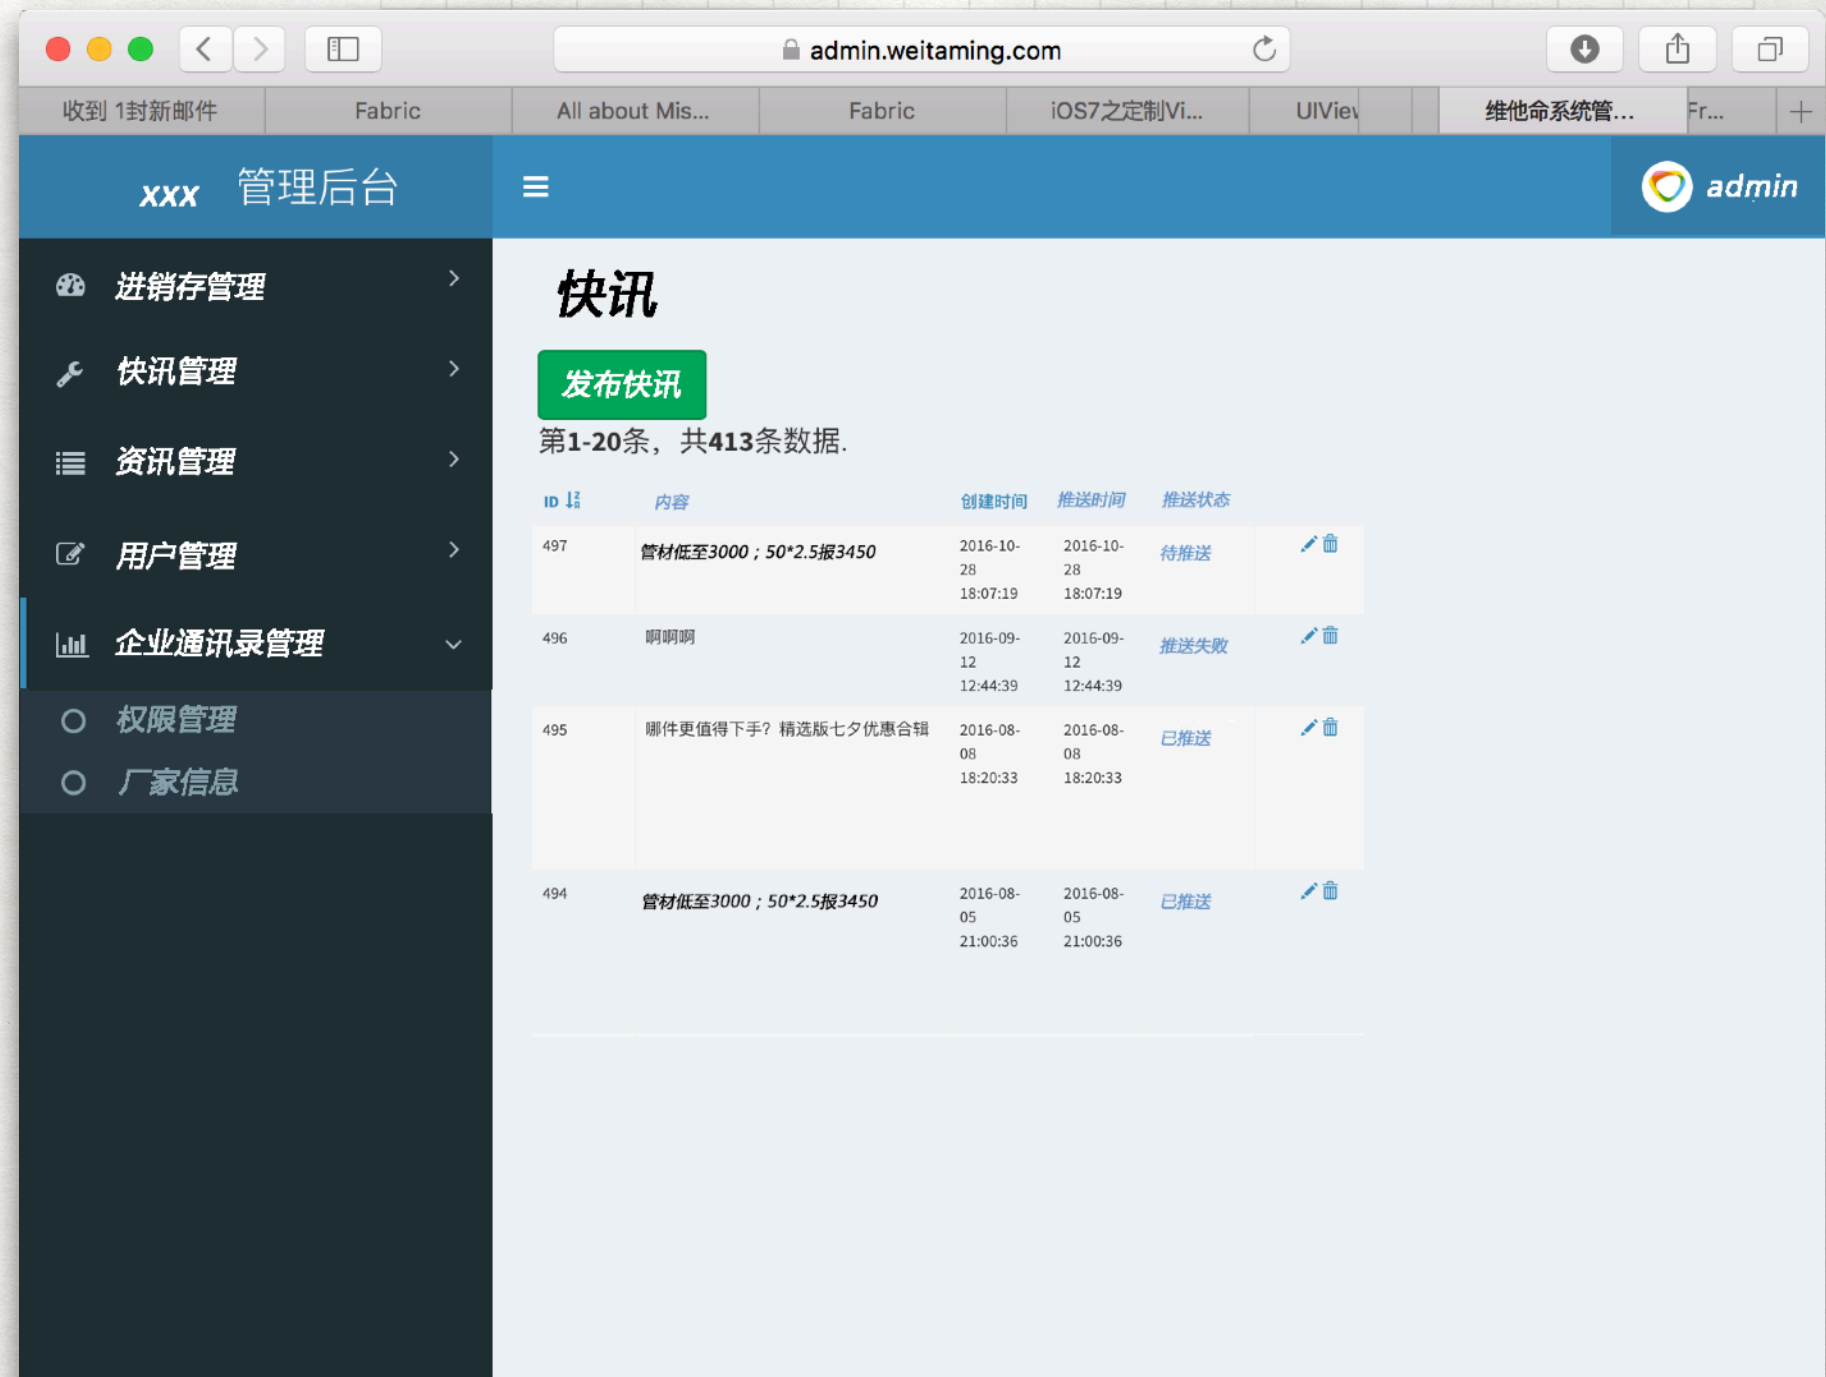 admin.weitaming.com
收到 1封新邮件
Fabric
All about Mis...
Fabric
iOS7之定制Vi...
UIView
维他命系统管...
Fr...
xxx 管理后台
admin
进销存管理
快讯管理
资讯管理
用户管理
企业通讯录管理
权限管理
厂家信息
快讯
发布快讯
第1-20条，共413条数据.
ID 内容 创建时间 推送时间 推送状态
497 管材低至3000；50*2.5报3450 2016-10-28 18:07:19 2016-10-28 18:07:19 待推送
496 啊啊啊 2016-09-12 12:44:39 2016-09-12 12:44:39 推送失败
495 哪件更值得下手？精选版七夕优惠合辑 2016-08-08 18:20:33 2016-08-08 18:20:33 已推送
494 管材低至3000；50*2.5报3450 2016-08-05 21:00:36 2016-08-05 21:00:36 已推送